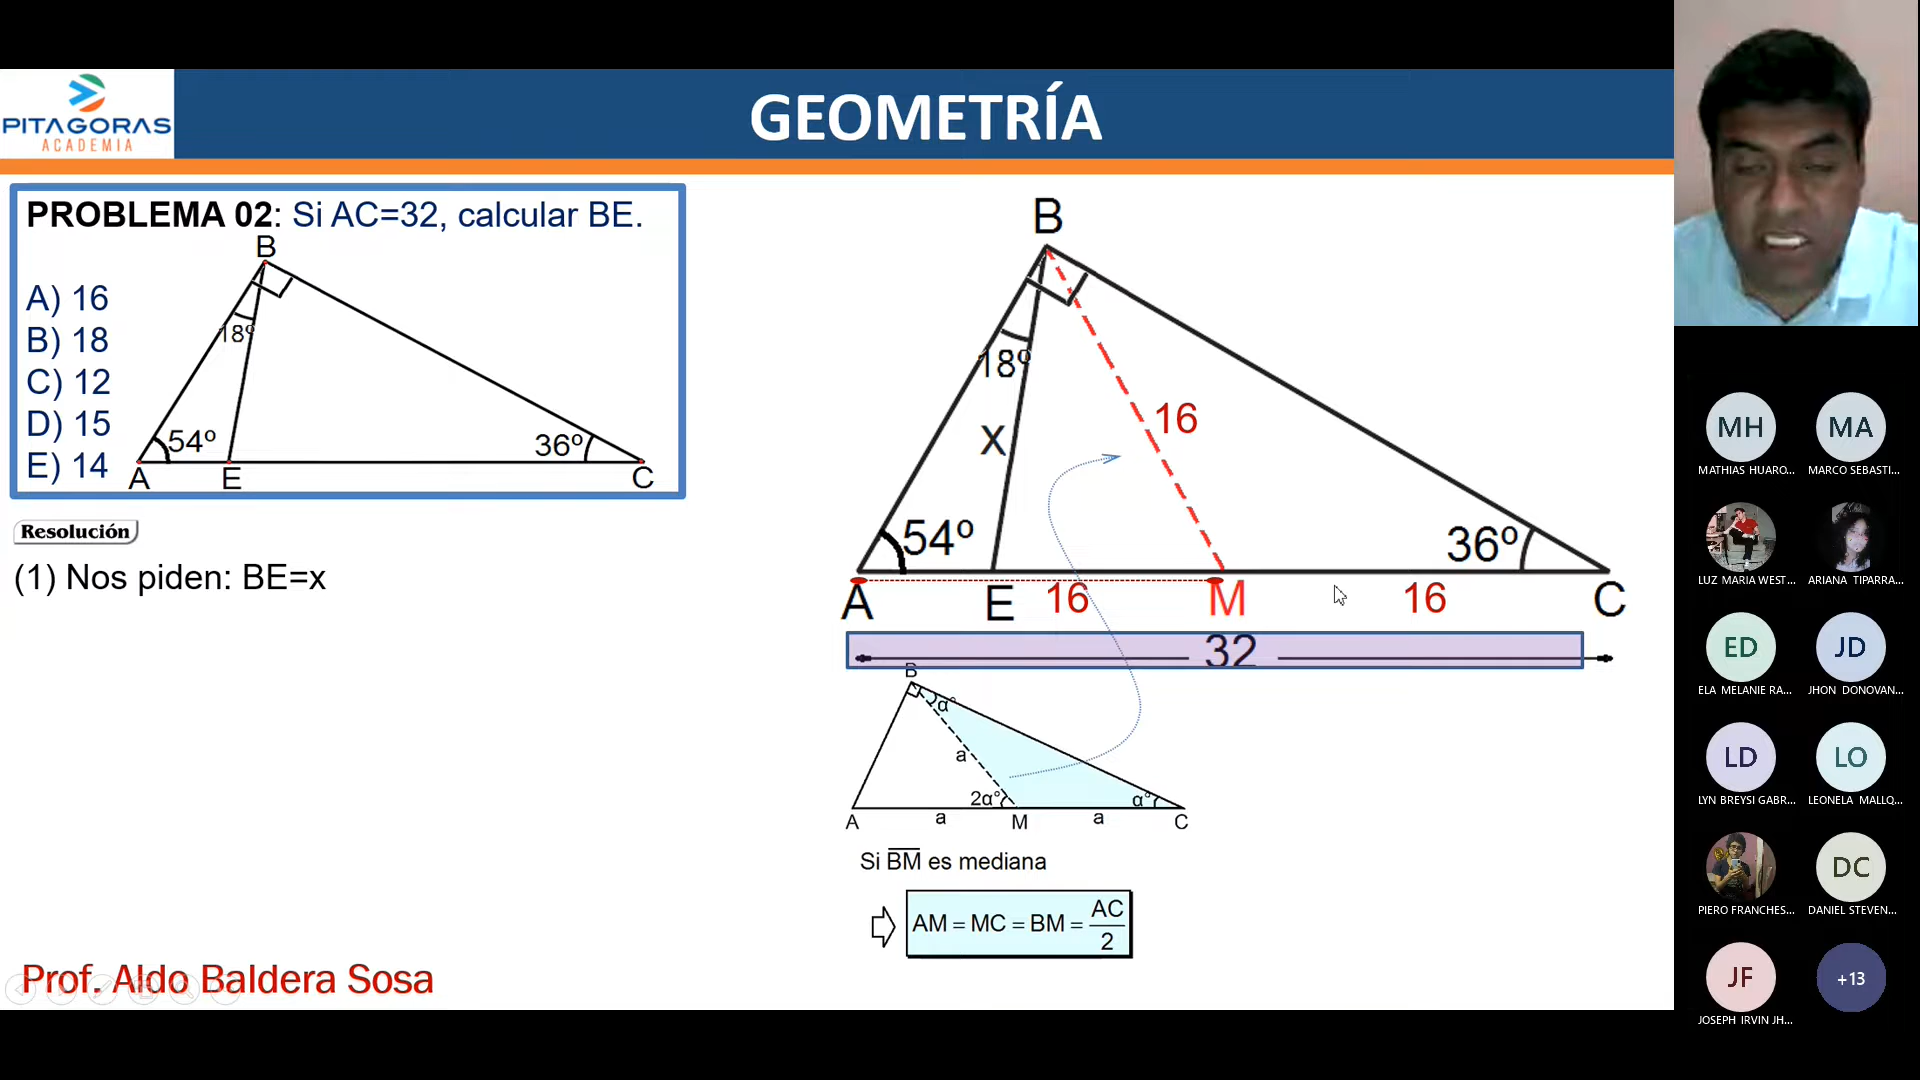 PITAGORAS
ACADEMIA
GEOMETRÍA
PROBLEMA 02: Si AC=32, calcular BE.
A) 16
B) 18
C) 12
D) 15
E) 14
B
18º
54º
36º
A
E
C
Resolución
(1) Nos piden: BE=x
B
18º
16
X
54º
36º
A
E
16
M
16
C
32
B
α°
a
2α°
α°
A
a
M
a
C
Si BM es mediana
AM = MC = BM = AC/2
Prof. Aldo Baldera Sosa
MH
MATHIAS HUARO...
MA
MARCO SEBASTI...
LUZ MARIA WEST...
ARIANA TIPARRA...
ED
ELA MELANIE RA...
JD
JHON DONOVAN...
LD
LYN BREYSI GABR...
LO
LEONELA MALLQ...
PIERO FRANCHES...
DC
DANIEL STEVEN...
JF
JOSEPH IRVIN JH...
+13